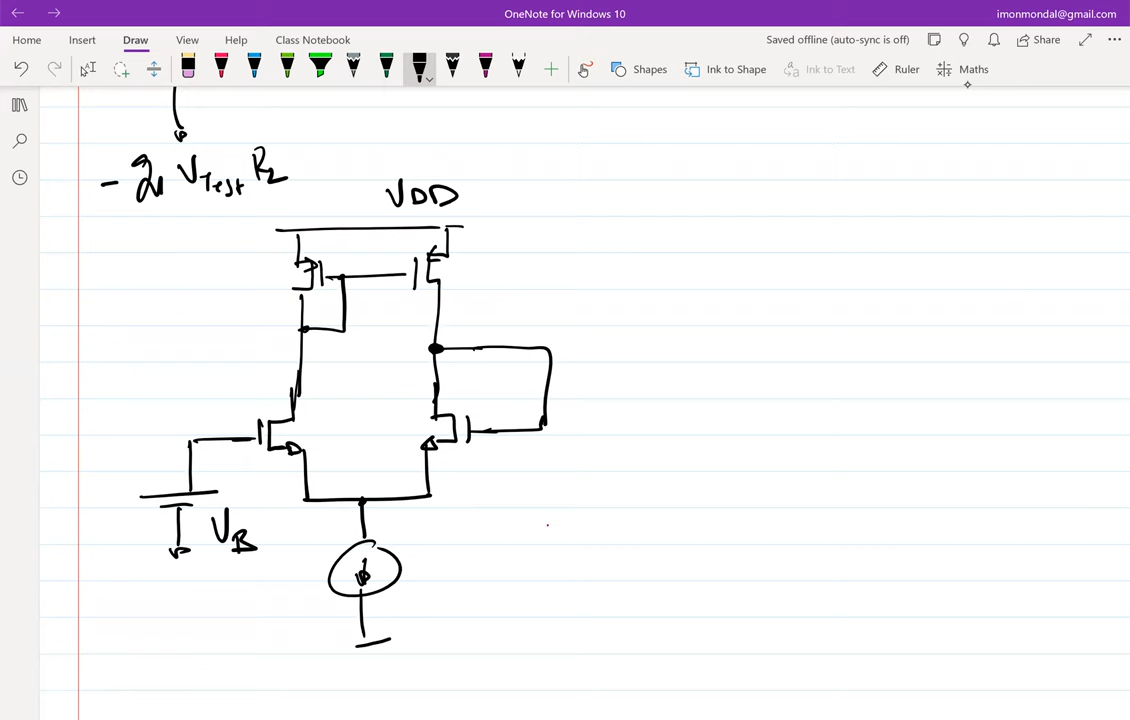 OneNote for Windows 10
imonmondal@gmail.com
Home Insert Draw View Help Class Notebook
Saved offline (auto-sync is off) Share
Shapes Ink to Shape Ink to Text Ruler Maths
VTest R2
VDD
VB